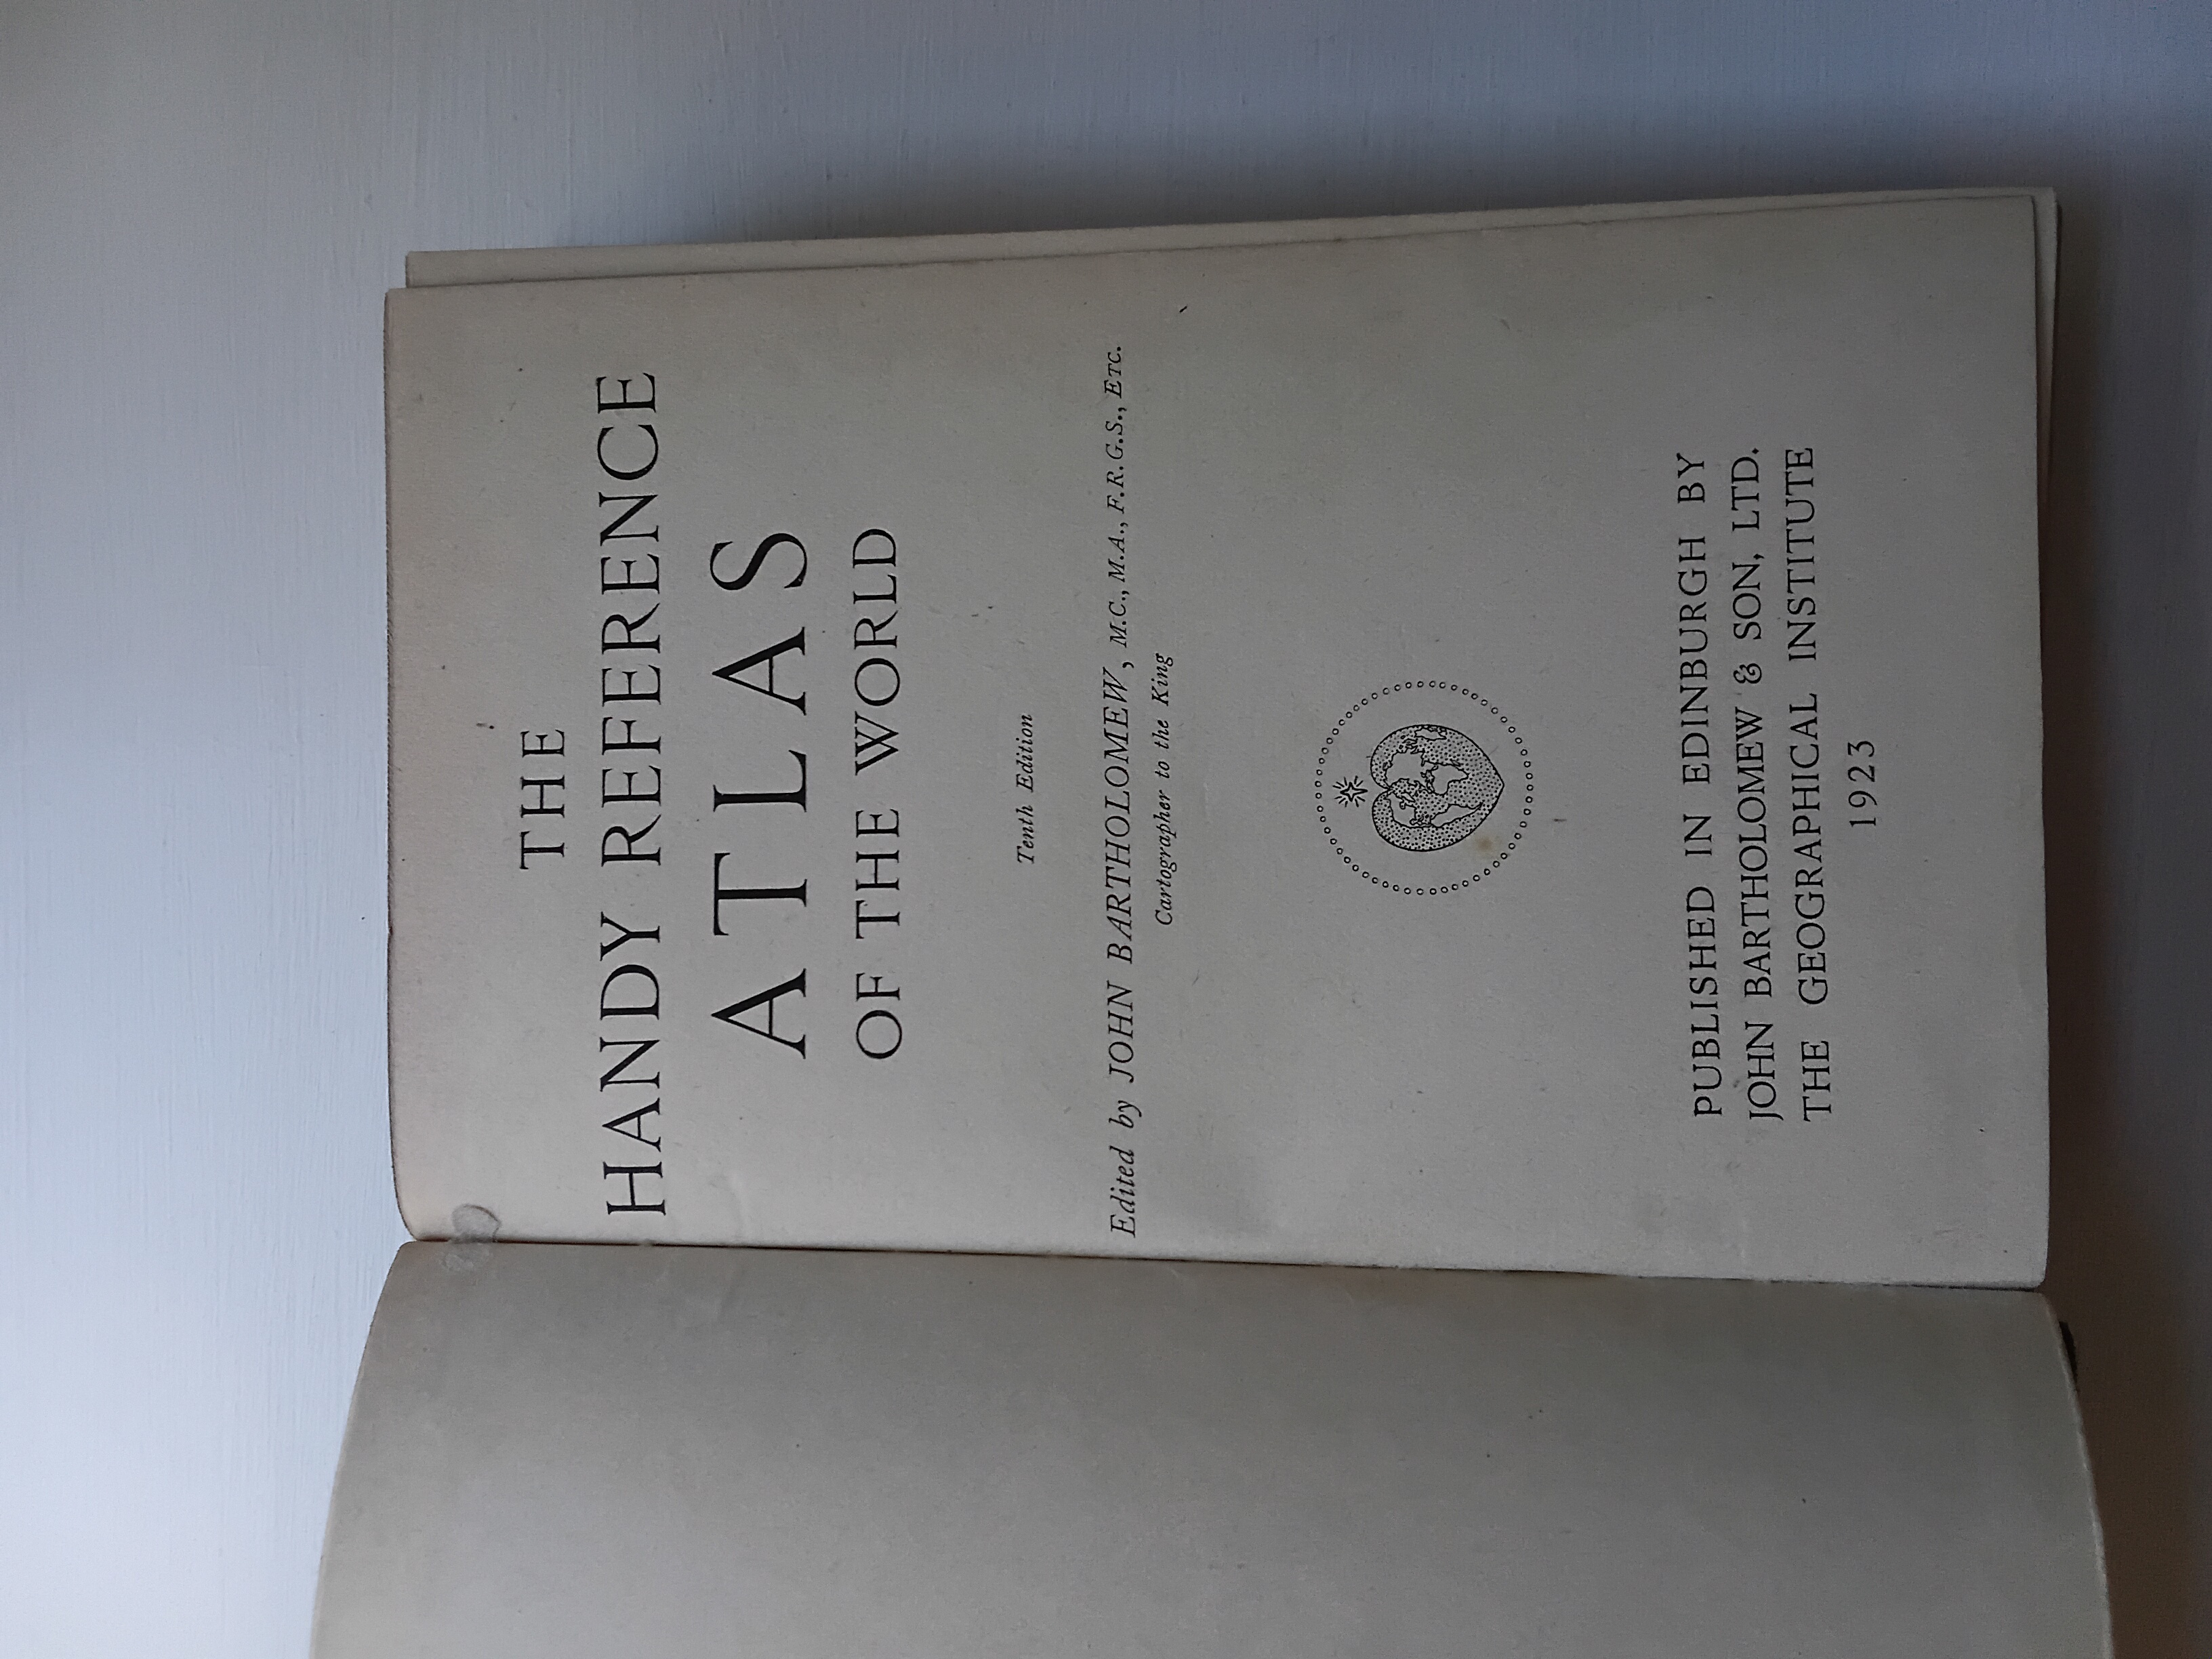 THE
HANDY REFERENCE
ATLAS
OF THE WORLD
Tenth Edition
Edited by JOHN BARTHOLOMEW, M.C., M.A., F.R.G.S., ETC.
Cartographer to the King
PUBLISHED IN EDINBURGH BY
JOHN BARTHOLOMEW & SON, LTD.
THE GEOGRAPHICAL INSTITUTE
1923